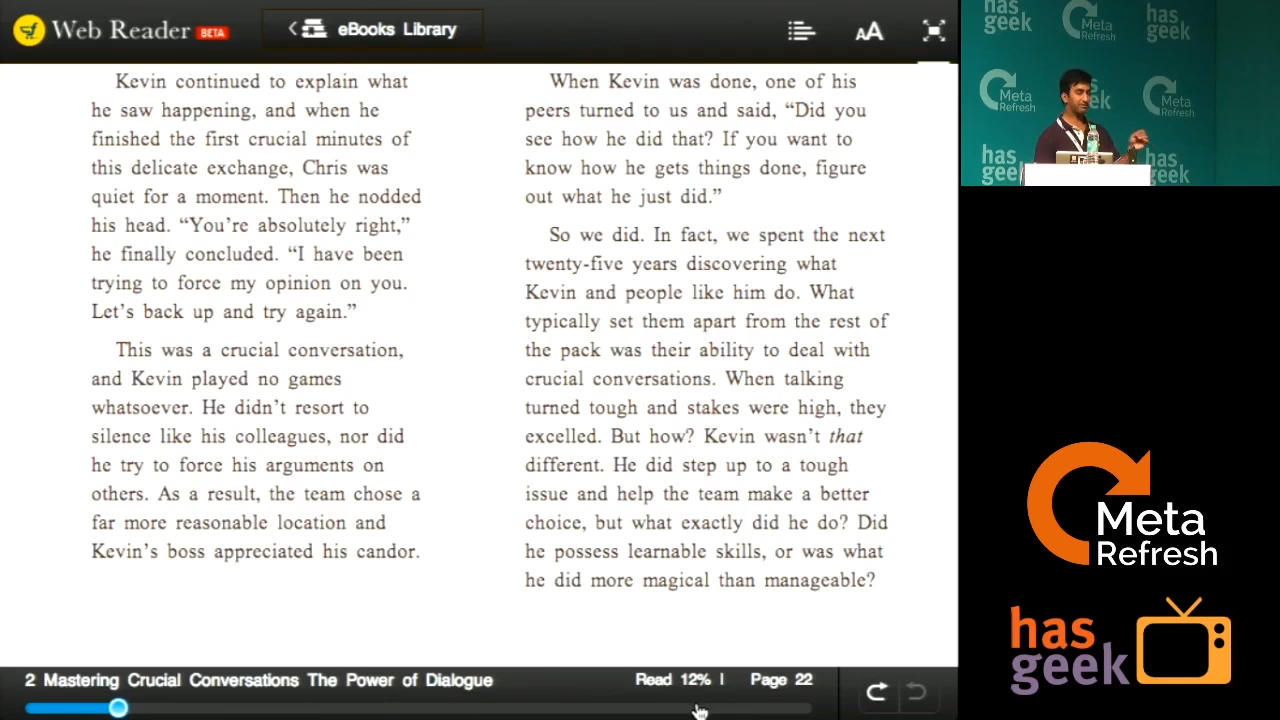 Web Reader BETA
eBooks Library
AA
Kevin continued to explain what
he saw happening, and when he
finished the first crucial minutes of
this delicate exchange, Chris was
quiet for a moment. Then he nodded
his head. “You’re absolutely right,”
he finally concluded. “I have been
trying to force my opinion on you.
Let’s back up and try again.”
This was a crucial conversation,
and Kevin played no games
whatsoever. He didn’t resort to
silence like his colleagues, nor did
he try to force his arguments on
others. As a result, the team chose a
far more reasonable location and
Kevin’s boss appreciated his candor.
When Kevin was done, one of his
peers turned to us and said, “Did you
see how he did that? If you want to
know how he gets things done, figure
out what he just did.”
So we did. In fact, we spent the next
twenty-five years discovering what
Kevin and people like him do. What
typically set them apart from the rest of
the pack was their ability to deal with
crucial conversations. When talking
turned tough and stakes were high, they
excelled. But how? Kevin wasn’t that
different. He did step up to a tough
issue and help the team make a better
choice, but what exactly did he do? Did
he possess learnable skills, or was what
he did more magical than manageable?
2 Mastering Crucial Conversations The Power of Dialogue
Read 12% | Page 22
has
geek
Meta
Refresh
has
geek
Meta
Refresh
Meta
Refresh
has
geek
Meta
Refresh
has
geek